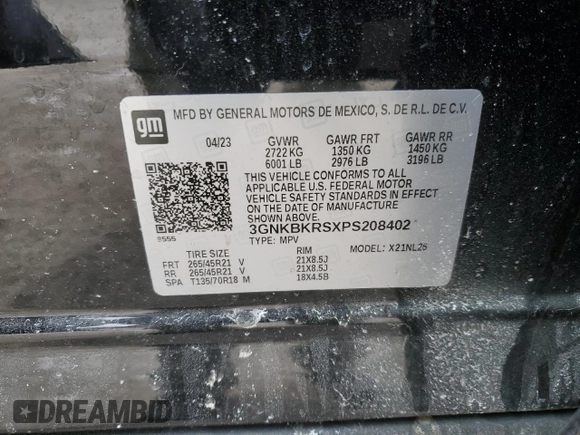 gm
MFD BY GENERAL MOTORS DE MEXICO, S. DE R.L. DE C.V.
04/23 GVWR GAWR FRT GAWR RR
2722 KG 1350 KG 1450 KG
6001 LB 2976 LB 3196 LB
THIS VEHICLE CONFORMS TO ALL
APPLICABLE U.S. FEDERAL MOTOR
VEHICLE SAFETY STANDARDS IN EFFECT
ON THE DATE OF MANUFACTURE
3GNKBKRSXPS208402
TYPE: MPV MODEL: X21NL26
9555
TIRE SIZE RIM
FRT 265/45R21 V 21X8.5J
RR 265/45R21 V 21X8.5J
SPA T135/70R18 M 18X4.5B
DREAMBID